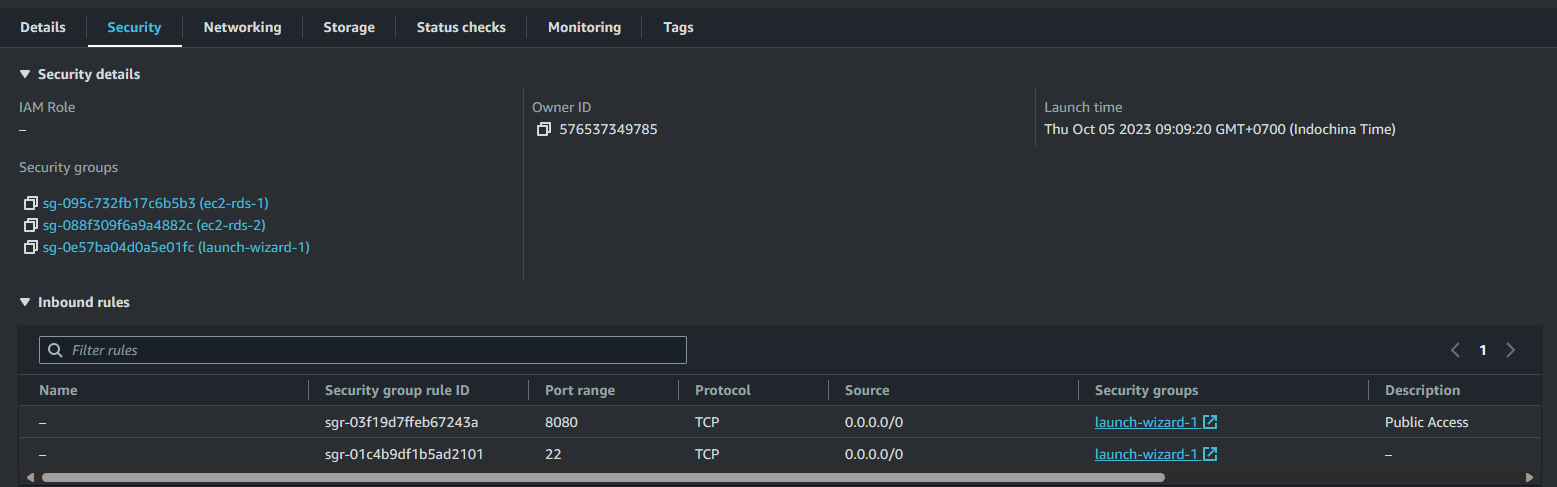 Details Security Networking Storage Status checks Monitoring Tags
Security details
IAM Role Owner ID Launch time
– 576537349785 Thu Oct 05 2023 09:09:20 GMT+0700 (Indochina Time)
Security groups
sg-095c732fb17c6b5b3 (ec2-rds-1)
sg-088f309f6a9a4882c (ec2-rds-2)
sg-0e57ba04d0a5e01fc (launch-wizard-1)
Inbound rules
Filter rules 1
Name Security group rule ID Port range Protocol Source Security groups Description
– sgr-03f19d7ffeb67243a 8080 TCP 0.0.0.0/0 launch-wizard-1 Public Access
– sgr-01c4b9df1b5ad2101 22 TCP 0.0.0.0/0 launch-wizard-1 –